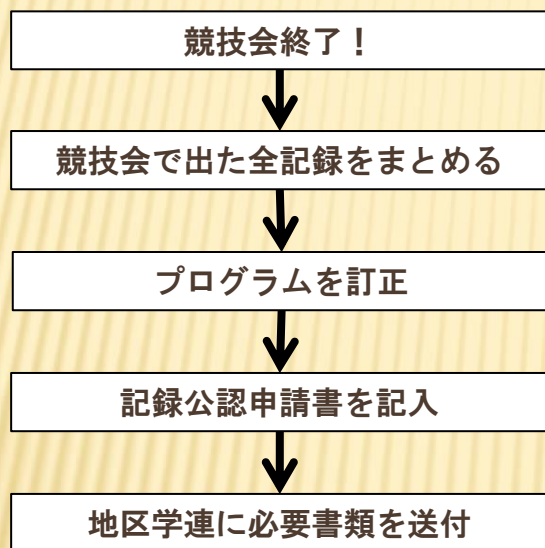 競技会終了！
競技会で出た全記録をまとめる
プログラムを訂正
記録公認申請書を記入
地区学連に必要書類を送付